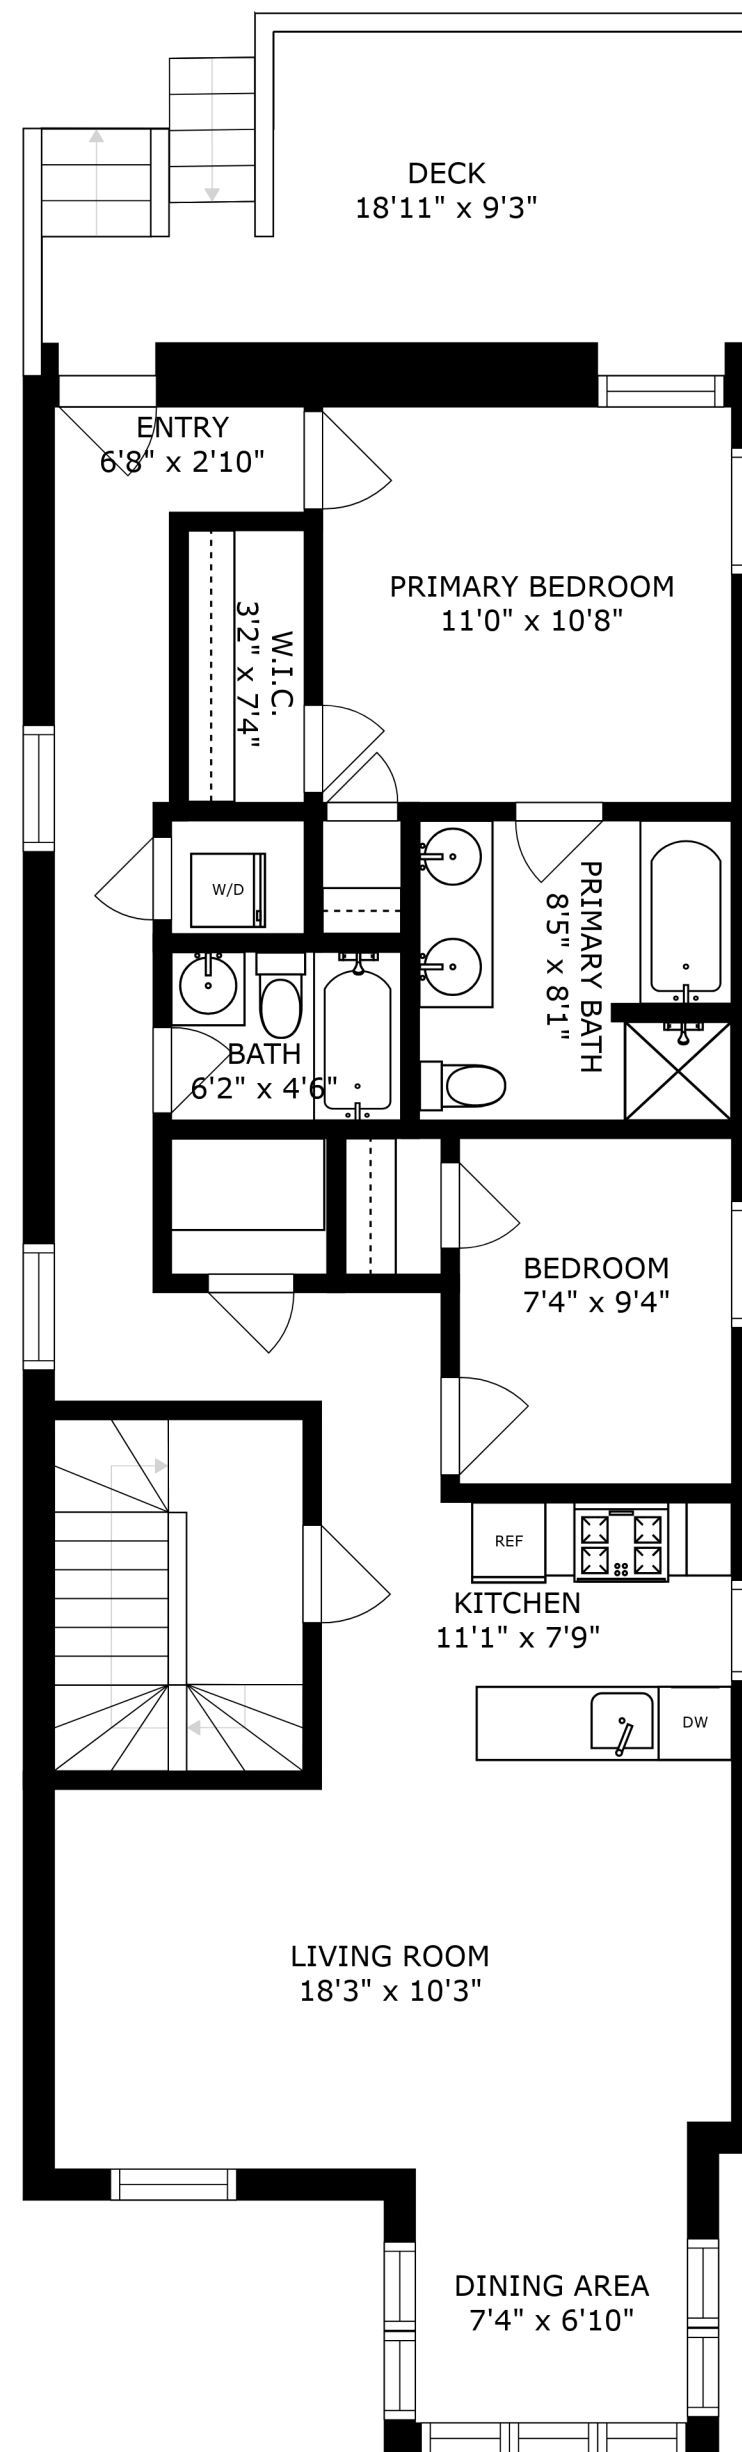 DECK
18'11" x 9'3"
ENTRY
6'8" x 2'10"
PRIMARY BEDROOM
11'0" x 10'8"
W.I.C.
3'2" x 7'4"
W/D
PRIMARY BATH
8'5" x 8'1"
BATH
6'2" x 4'6"
BEDROOM
7'4" x 9'4"
REF
KITCHEN
11'1" x 7'9"
DW
LIVING ROOM
18'3" x 10'3"
DINING AREA
7'4" x 6'10"